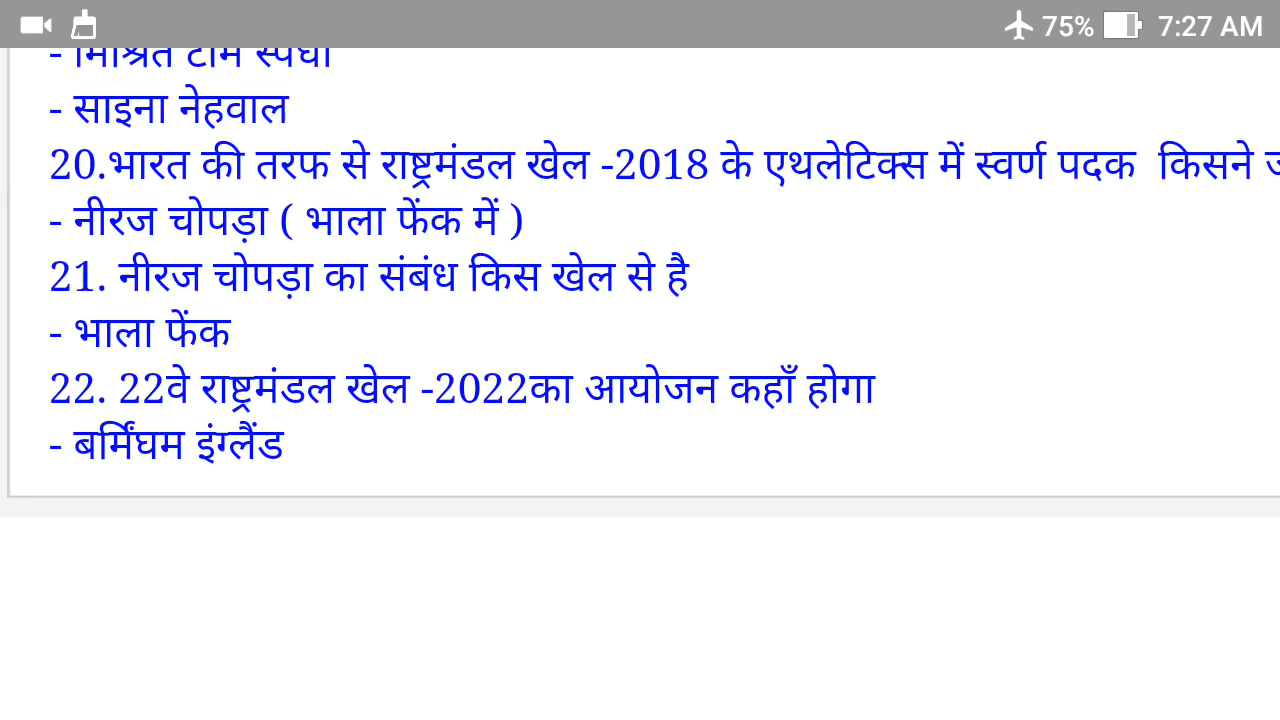 75% 7:27 AM
- मिश्रित टीम स्पर्धा
- साइना नेहवाल
20.भारत की तरफ से राष्ट्रमंडल खेल -2018 के एथलेटिक्स में स्वर्ण पदक किसने
- नीरज चोपड़ा ( भाला फेंक में )
21. नीरज चोपड़ा का संबंध किस खेल से है
- भाला फेंक
22. 22वे राष्ट्रमंडल खेल -2022का आयोजन कहाँ होगा
- बर्मिंघम इंग्लैंड